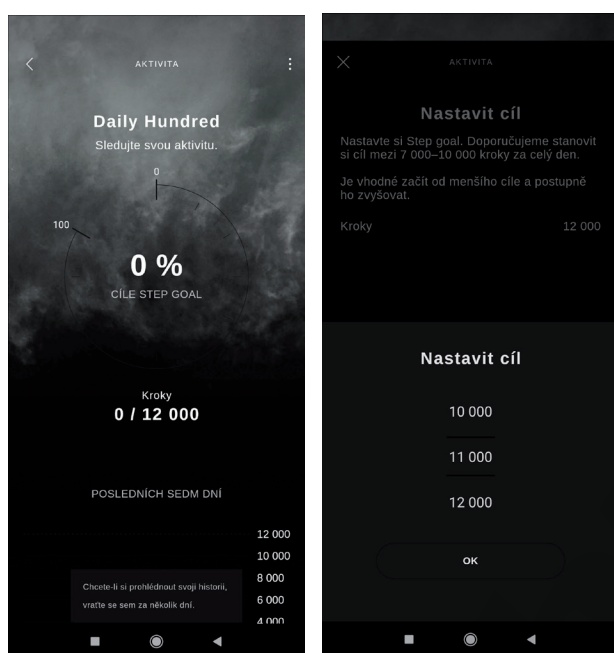 AKTIVITA
Daily Hundred
Sledujte svou aktivitu.
0
100
0 %
CÍLE STEP GOAL
Kroky
0 / 12 000
POSLEDNÍCH SEDM DNÍ
12 000
10 000
8 000
6 000
4 000
Chcete-li si prohlédnout svoji historii,
vraťte se sem za několik dní.
AKTIVITA
Nastavit cíl
Nastavte si Step goal. Doporučujeme stanovit
si cíl mezi 7 000–10 000 kroky za celý den.
Je vhodné začít od menšího cíle a postupně
ho zvyšovat.
Kroky 12 000
Nastavit cíl
10 000
11 000
12 000
OK